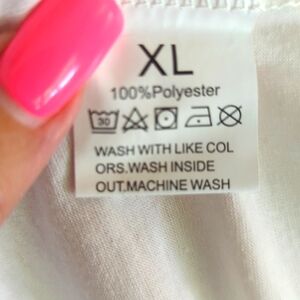 XL
100%Polyester
30
WASH WITH LIKE COL
ORS.WASH INSIDE
OUT.MACHINE WASH